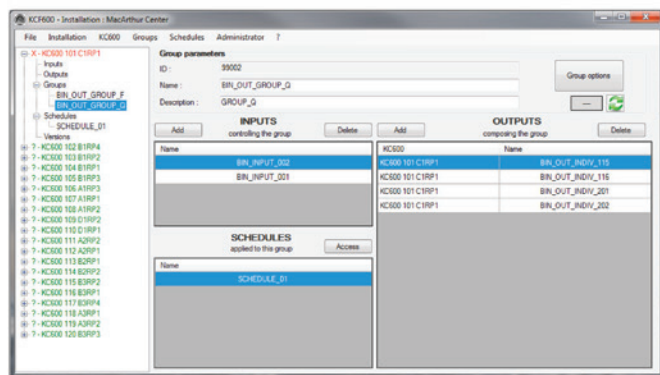 KCF600 - Installation : MacArthur Center
File Installation KC600 Groups Schedules Administrator ?
X - KC600 101 C1RP1
Inputs
Outputs
Groups
BIN_OUT_GROUP_F
BIN_OUT_GROUP_Q
Schedules
SCHEDULE_01
Versions
? - KC600 102 B1RP4
? - KC600 103 B1RP2
? - KC600 104 B1RP1
? - KC600 105 B1RP3
? - KC600 106 A1RP3
? - KC600 107 A1RP1
? - KC600 108 A1RP2
? - KC600 109 D1RP2
? - KC600 110 D1RP1
? - KC600 111 A2RP2
? - KC600 112 A2RP1
? - KC600 113 B2RP1
? - KC600 114 B2RP2
? - KC600 115 B3RP2
? - KC600 116 B3RP1
? - KC600 117 B3RP4
? - KC600 118 A3RP1
? - KC600 119 A3RP2
? - KC600 120 B3RP3
Group parameters
ID : 99002
Name : BIN_OUT_GROUP_Q
Description : GROUP_Q
Group options
---
Add
INPUTS
controlling the group
Delete
Name
BIN_INPUT_002
BIN_INPUT_001
SCHEDULES
applied to this group
Access
Name
SCHEDULE_01
Add
OUTPUTS
composing the group
Delete
KC600 Name
KC600 101 C1RP1 BIN_OUT_INDIV_115
KC600 101 C1RP1 BIN_OUT_INDIV_116
KC600 101 C1RP1 BIN_OUT_INDIV_201
KC600 101 C1RP1 BIN_OUT_INDIV_202